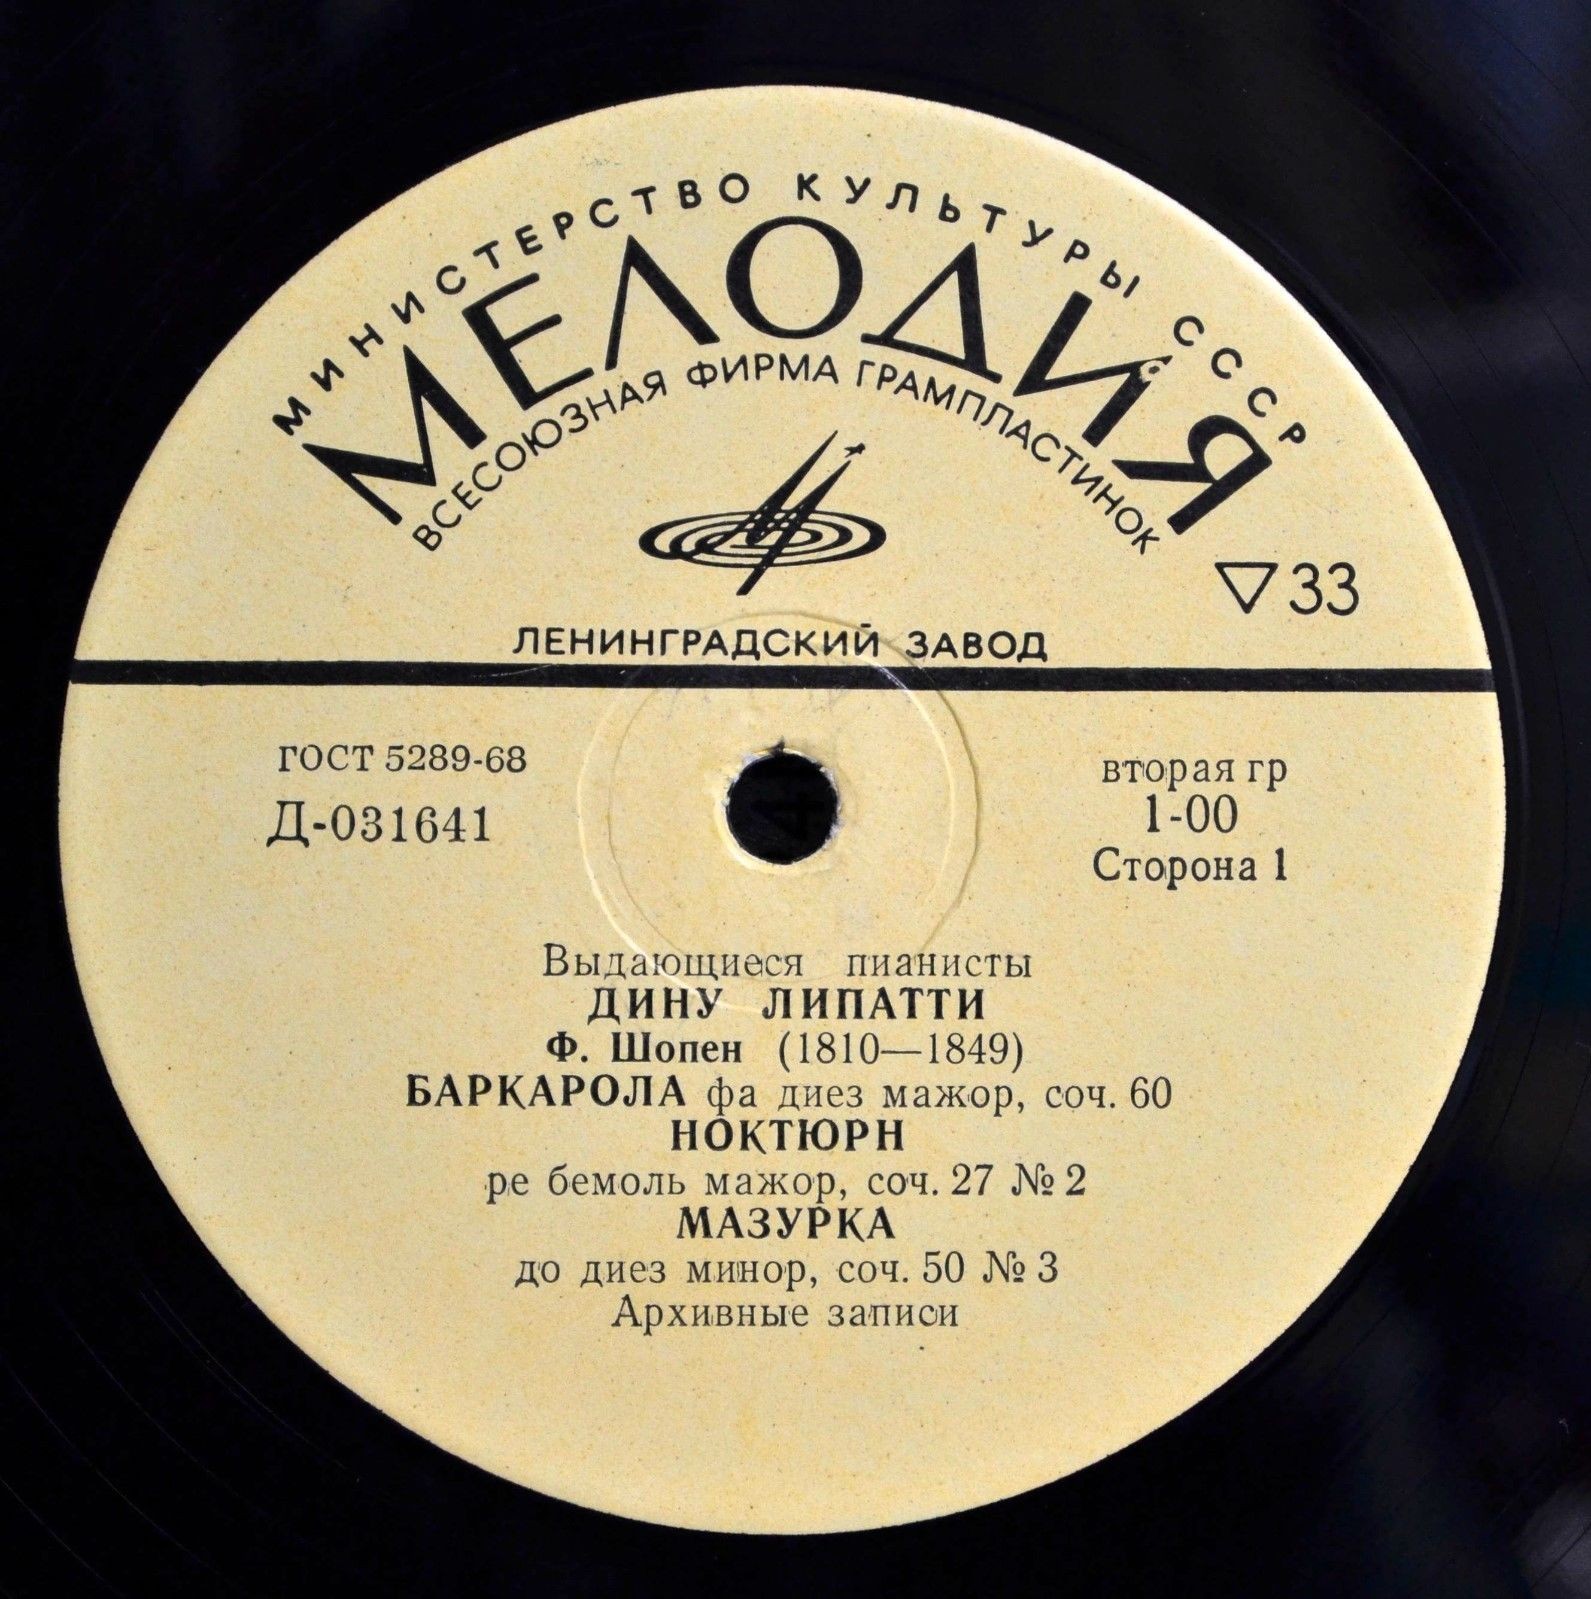 МИНИСТЕРСТВО КУЛЬТУРЫ СССР
МЕЛОДИЯ
ВСЕСОЮЗНАЯ ФИРМА ГРАМПЛАСТИНОК
▽33
ЛЕНИНГРАДСКИЙ ЗАВОД
ГОСТ 5289-68
Д-031641
вторая гр
1-00
Сторона 1
Выдающиеся пианисты
ДИНУ ЛИПАТТИ
Ф. Шопен (1810—1849)
БАРКАРОЛА фа диез мажор, соч. 60
НОКТЮРН
ре бемоль мажор, соч. 27 № 2
МАЗУРКА
до диез минор, соч. 50 № 3
Архивные записи